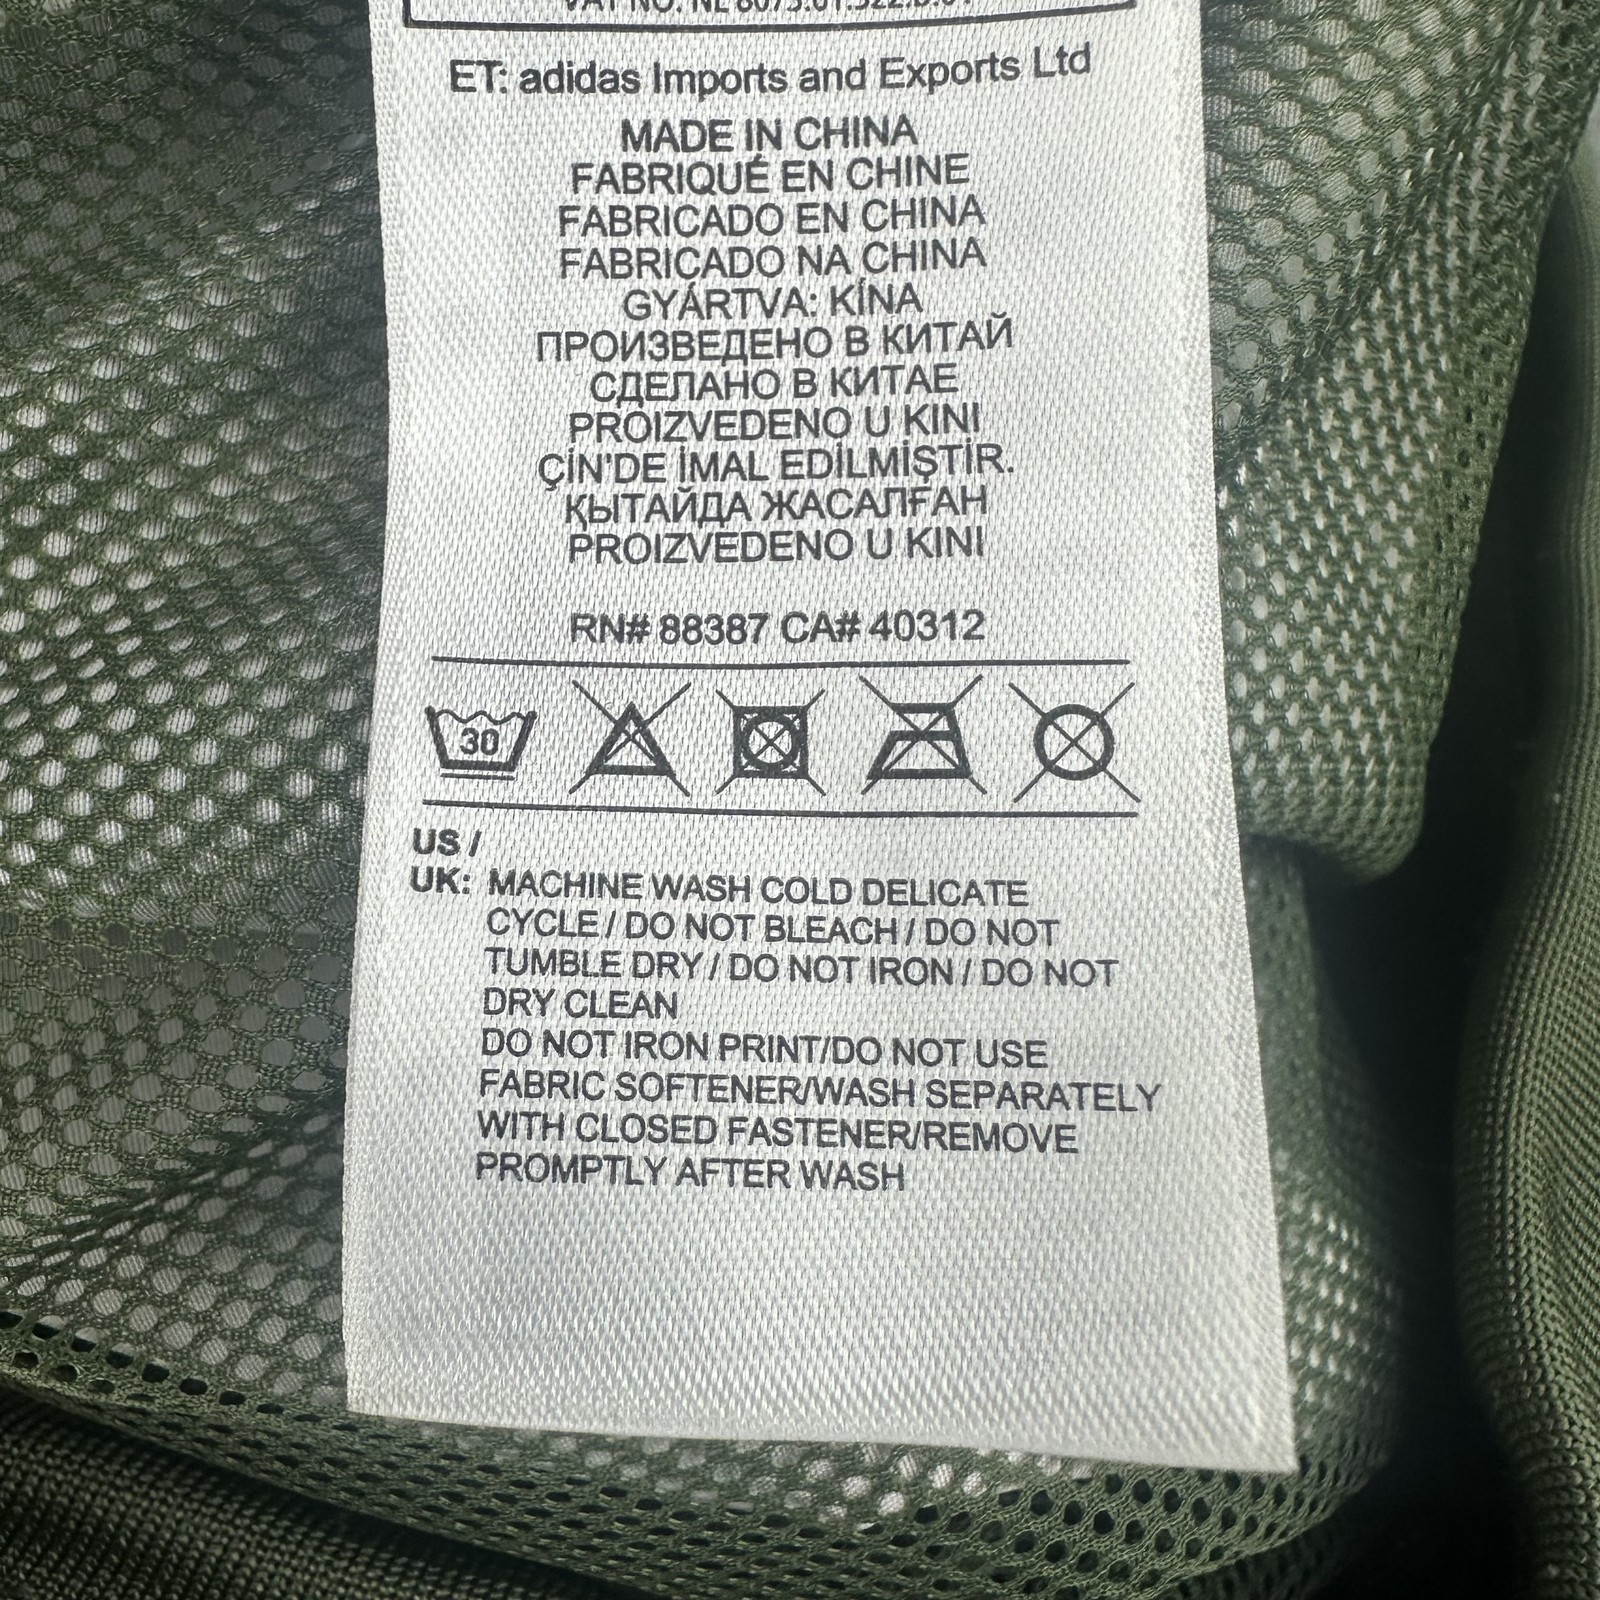 VAT NO. NL
ET: adidas Imports and Exports Ltd
MADE IN CHINA
FABRIQUÉ EN CHINE
FABRICADO EN CHINA
FABRICADO NA CHINA
GYÁRTVA: KÍNA
ПРОИЗВЕДЕНО В КИТАЙ
СДЕЛАНО В КИТАЕ
PROIZVEDENO U KINI
ÇİN'DE İMAL EDİLMİŞTİR.
ҚЫТАЙДА ЖАСАЛҒАН
PROIZVEDENO U KINI
RN# 88387 CA# 40312
30
US /
UK: MACHINE WASH COLD DELICATE
CYCLE / DO NOT BLEACH / DO NOT
TUMBLE DRY / DO NOT IRON / DO NOT
DRY CLEAN
DO NOT IRON PRINT/DO NOT USE
FABRIC SOFTENER/WASH SEPARATELY
WITH CLOSED FASTENER/REMOVE
PROMPTLY AFTER WASH